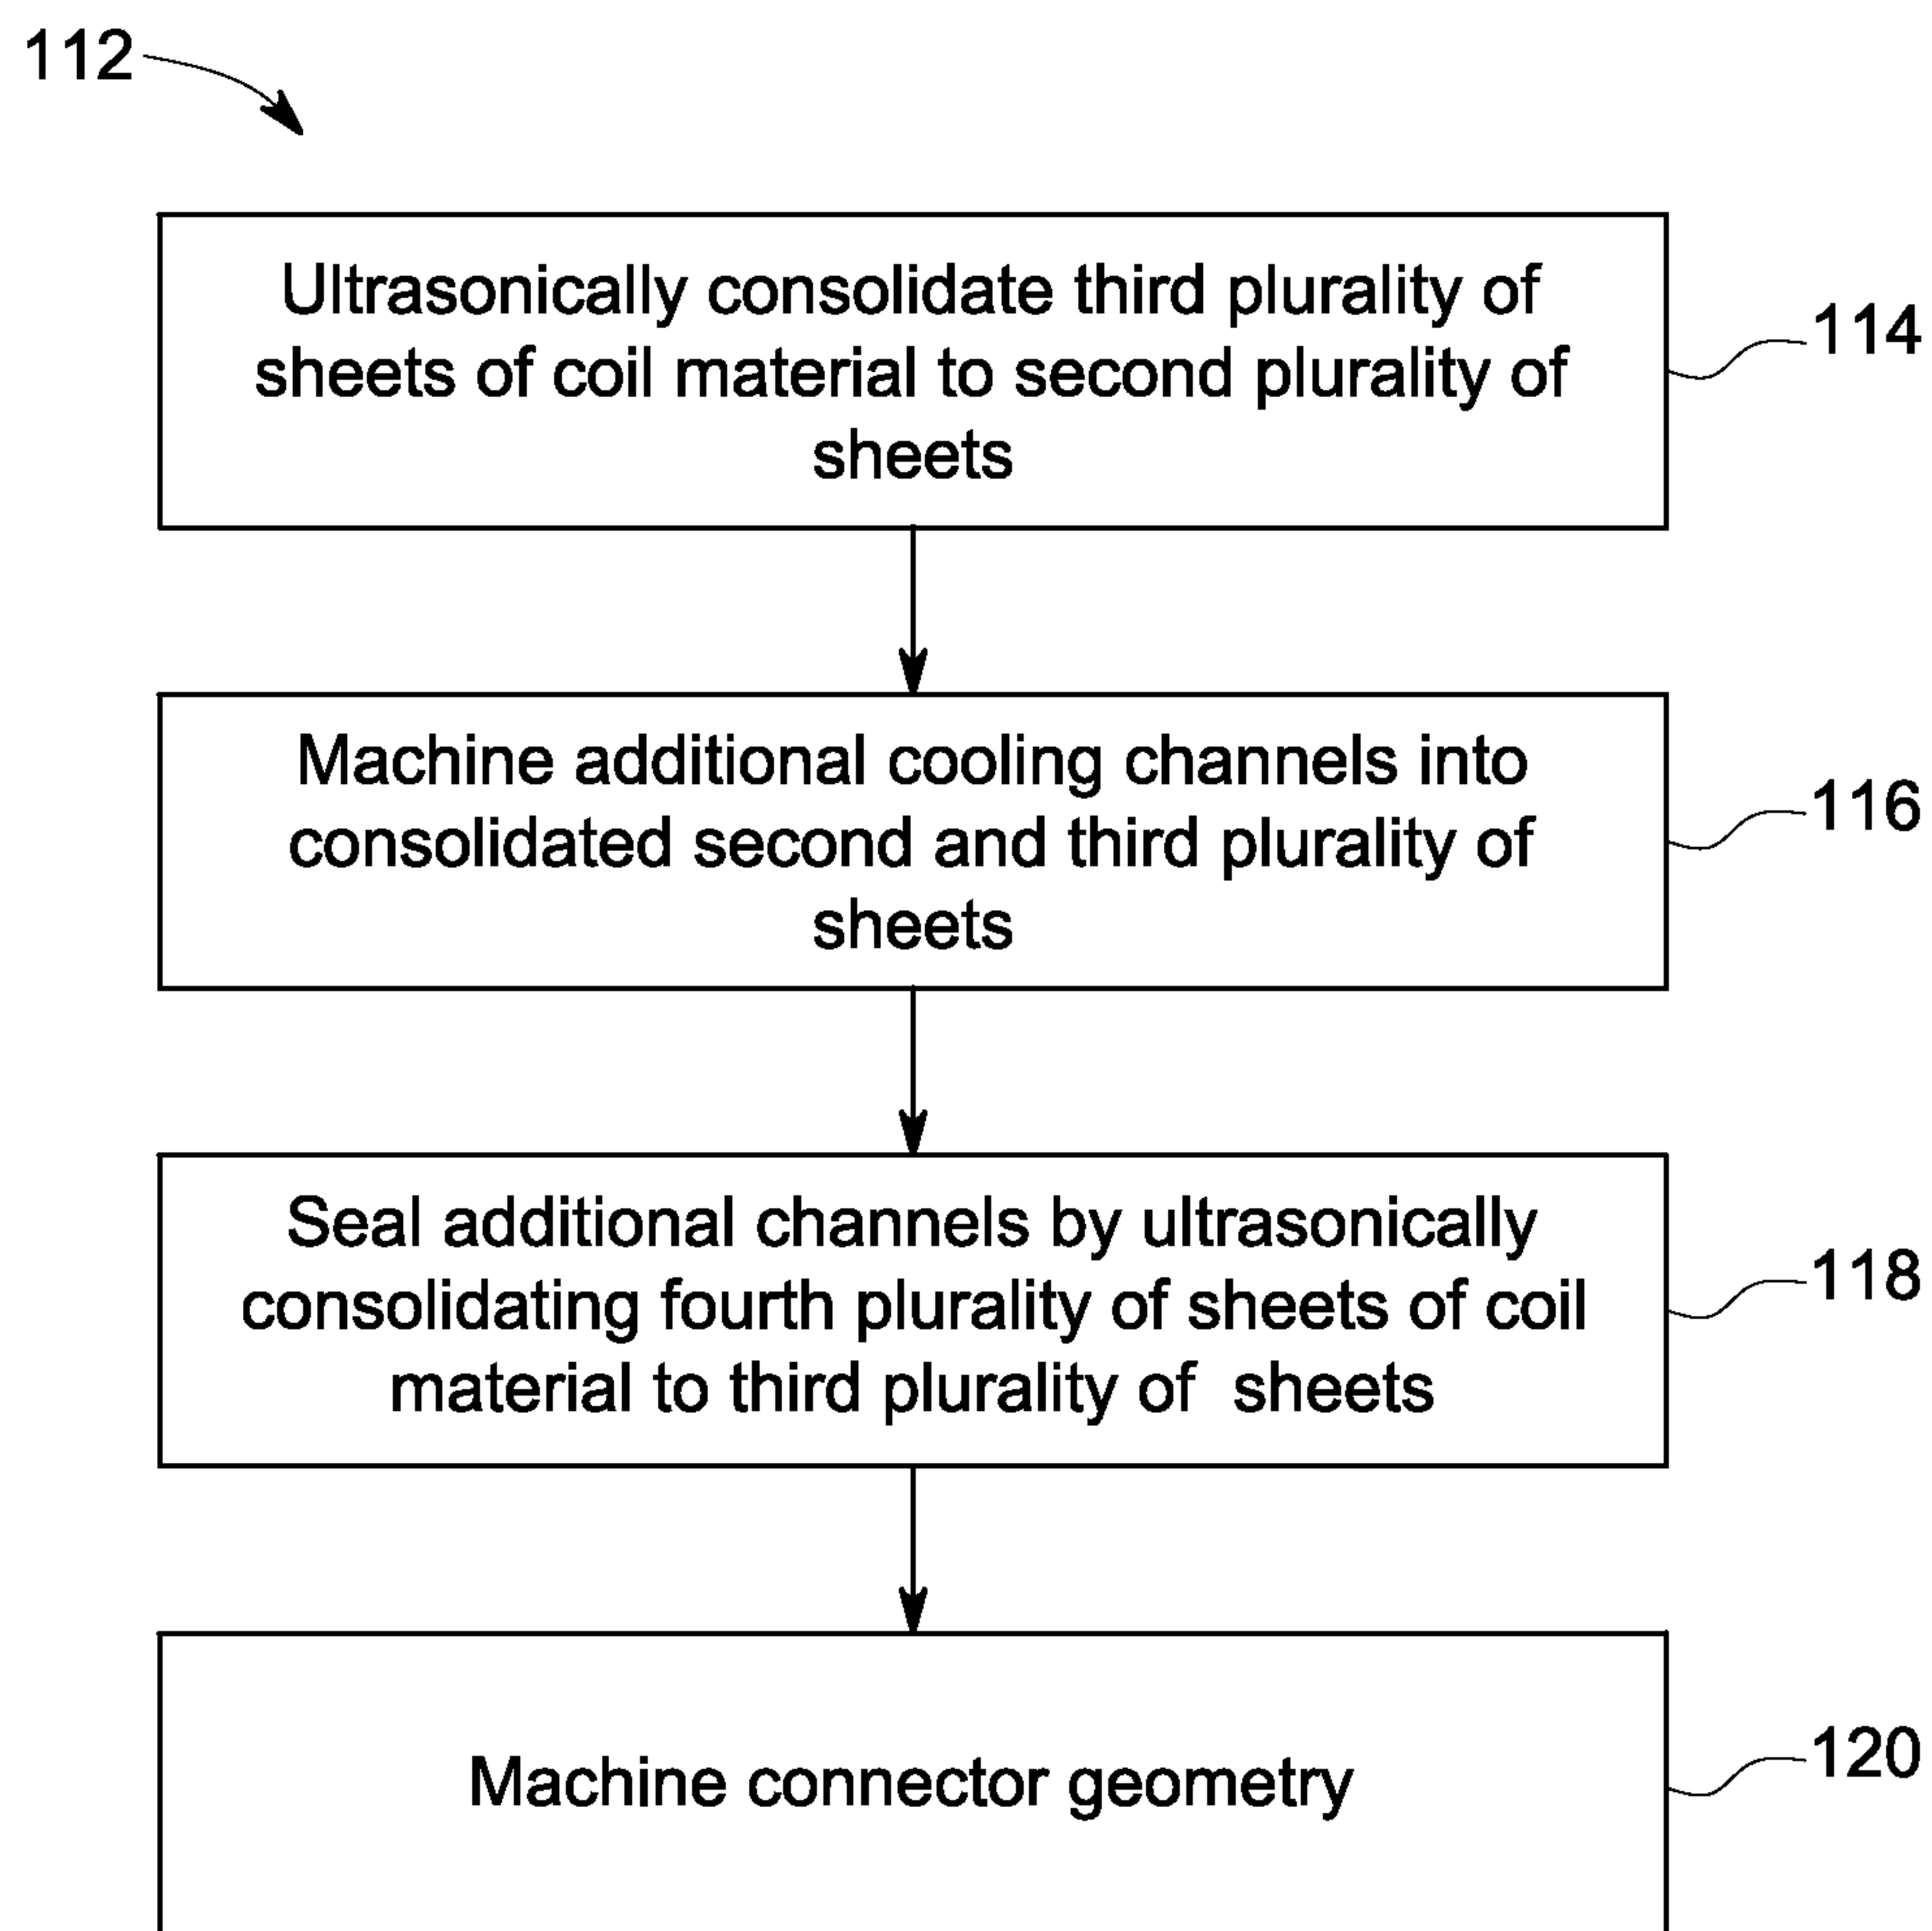 112
Ultrasonically consolidate third plurality of
sheets of coil material to second plurality of
sheets
114
Machine additional cooling channels into
consolidated second and third plurality of
sheets
116
Seal additional channels by ultrasonically
consolidating fourth plurality of sheets of coil
material to third plurality of sheets
118
Machine connector geometry
120